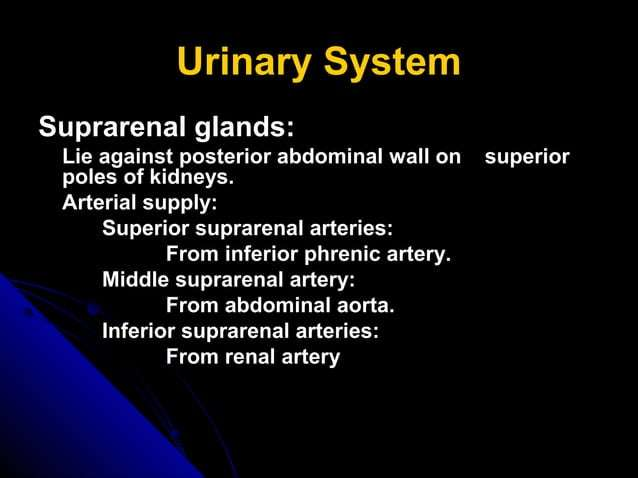 Urinary System
Suprarenal glands:
Lie against posterior abdominal wall on superior
poles of kidneys.
Arterial supply:
Superior suprarenal arteries:
From inferior phrenic artery.
Middle suprarenal artery:
From abdominal aorta.
Inferior suprarenal arteries:
From renal artery